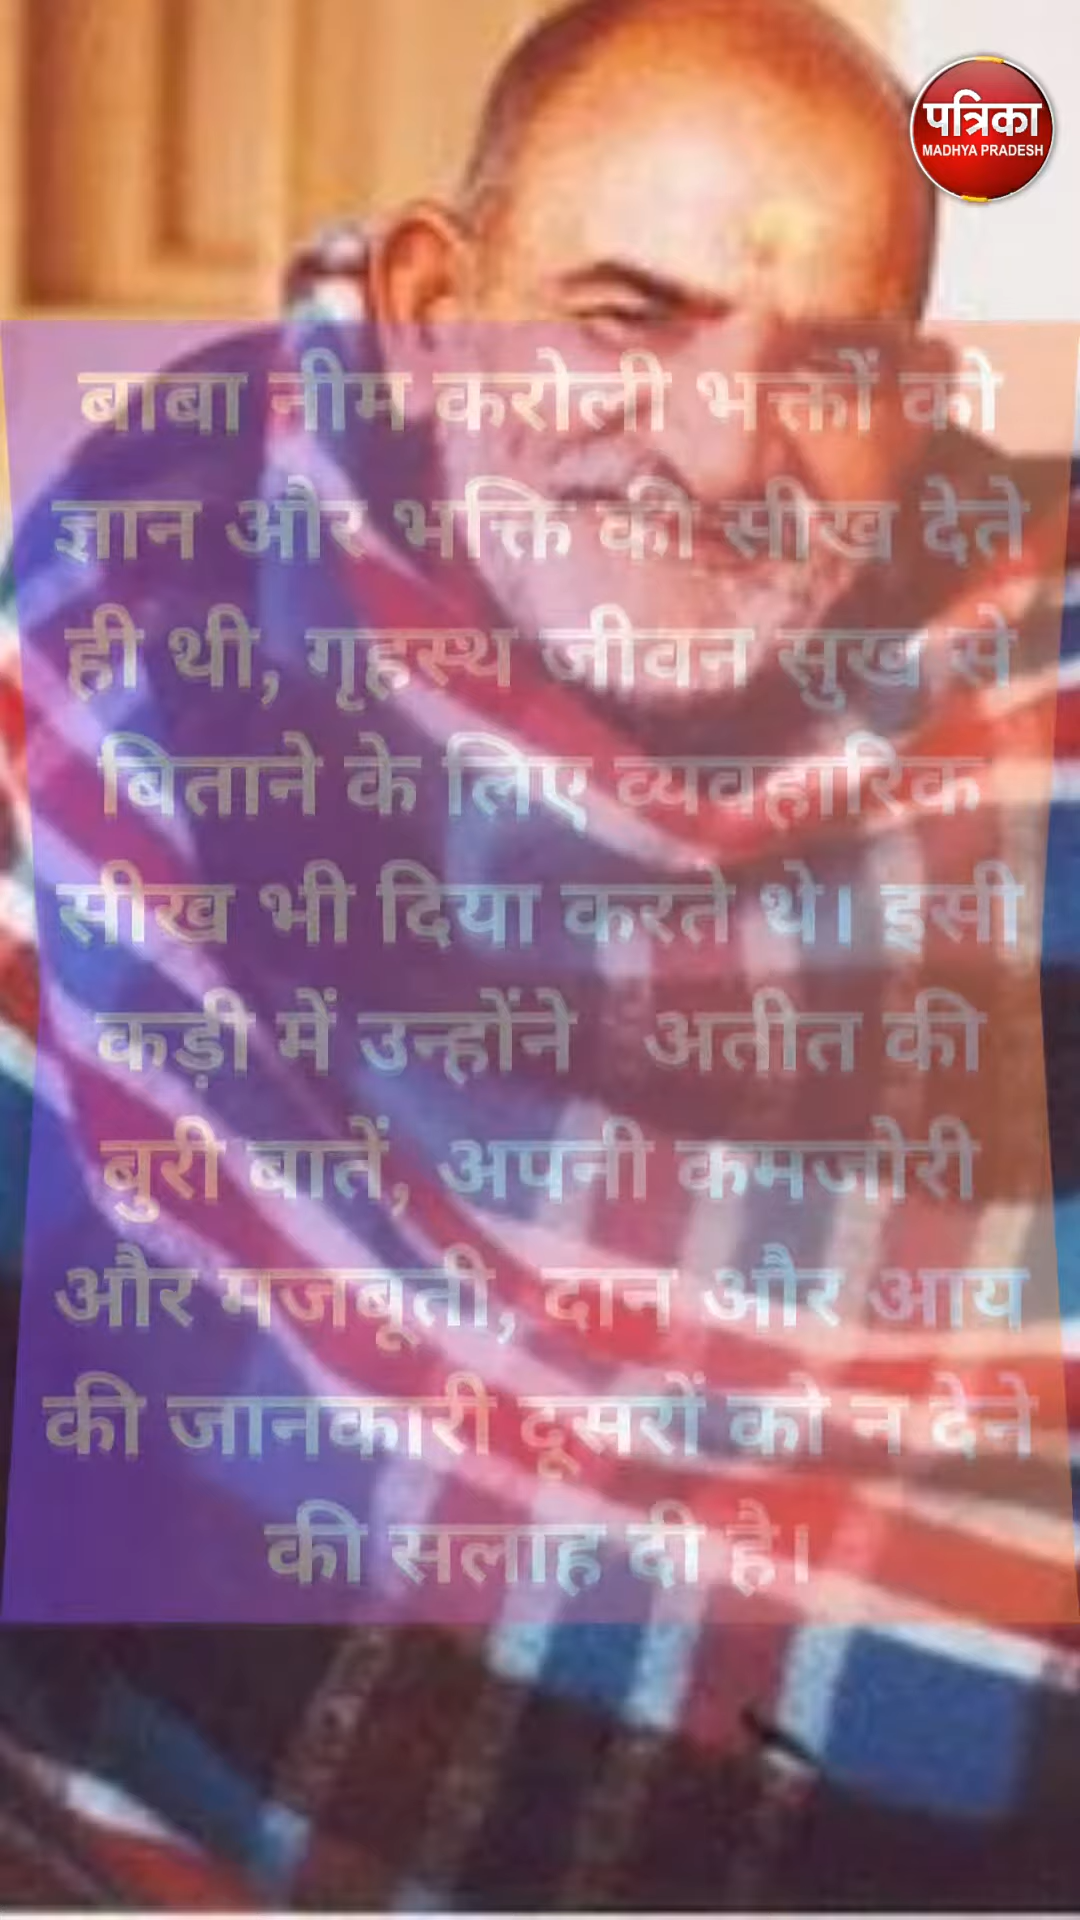 पत्रिका
MADHYA PRADESH
बाबा नीम करोली भक्तों को
ज्ञान और भक्ति की सीख देते
ही थी, गृहस्थ जीवन सुख से
बिताने के लिए व्यवहारिक
सीख भी दिया करते थे। इसी
कड़ी में उन्होंने अतीत की
बुरी बातें, अपनी कमजोरी
और मजबूती, दान और आय
की जानकारी दूसरों को न देने
की सलाह दी है।